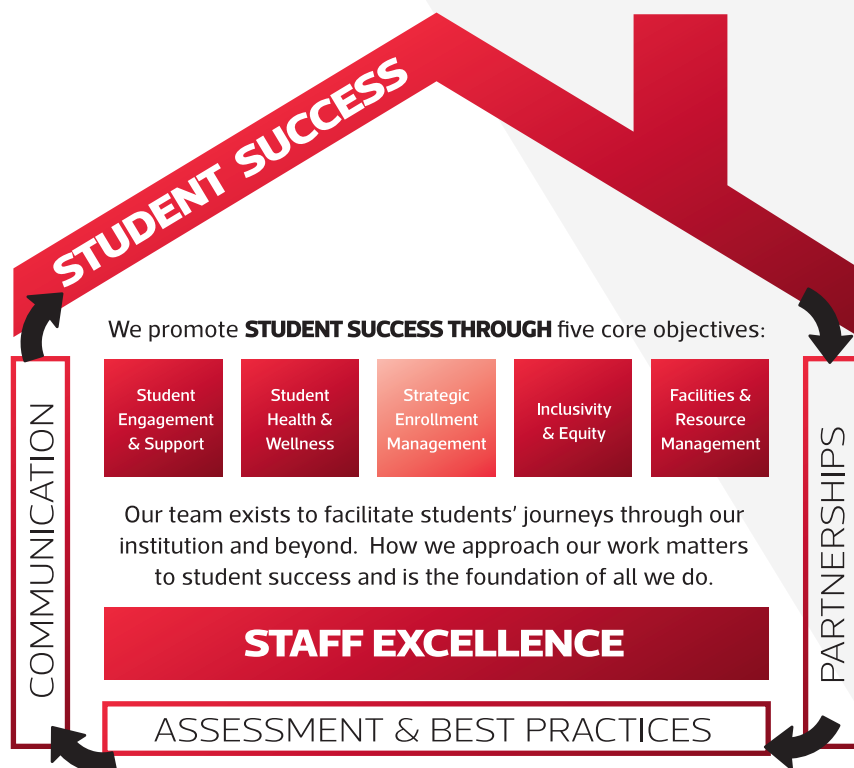 STUDENT SUCCESS
We promote STUDENT SUCCESS THROUGH five core objectives:
Student
Engagement
& Support
Student
Health &
Wellness
Strategic
Enrollment
Management
Inclusivity
& Equity
Facilities &
Resource
Management
COMMUNICATION
PARTNERSHIPS
Our team exists to facilitate students’ journeys through our
institution and beyond.  How we approach our work matters
to student success and is the foundation of all we do.
STAFF EXCELLENCE
ASSESSMENT & BEST PRACTICES